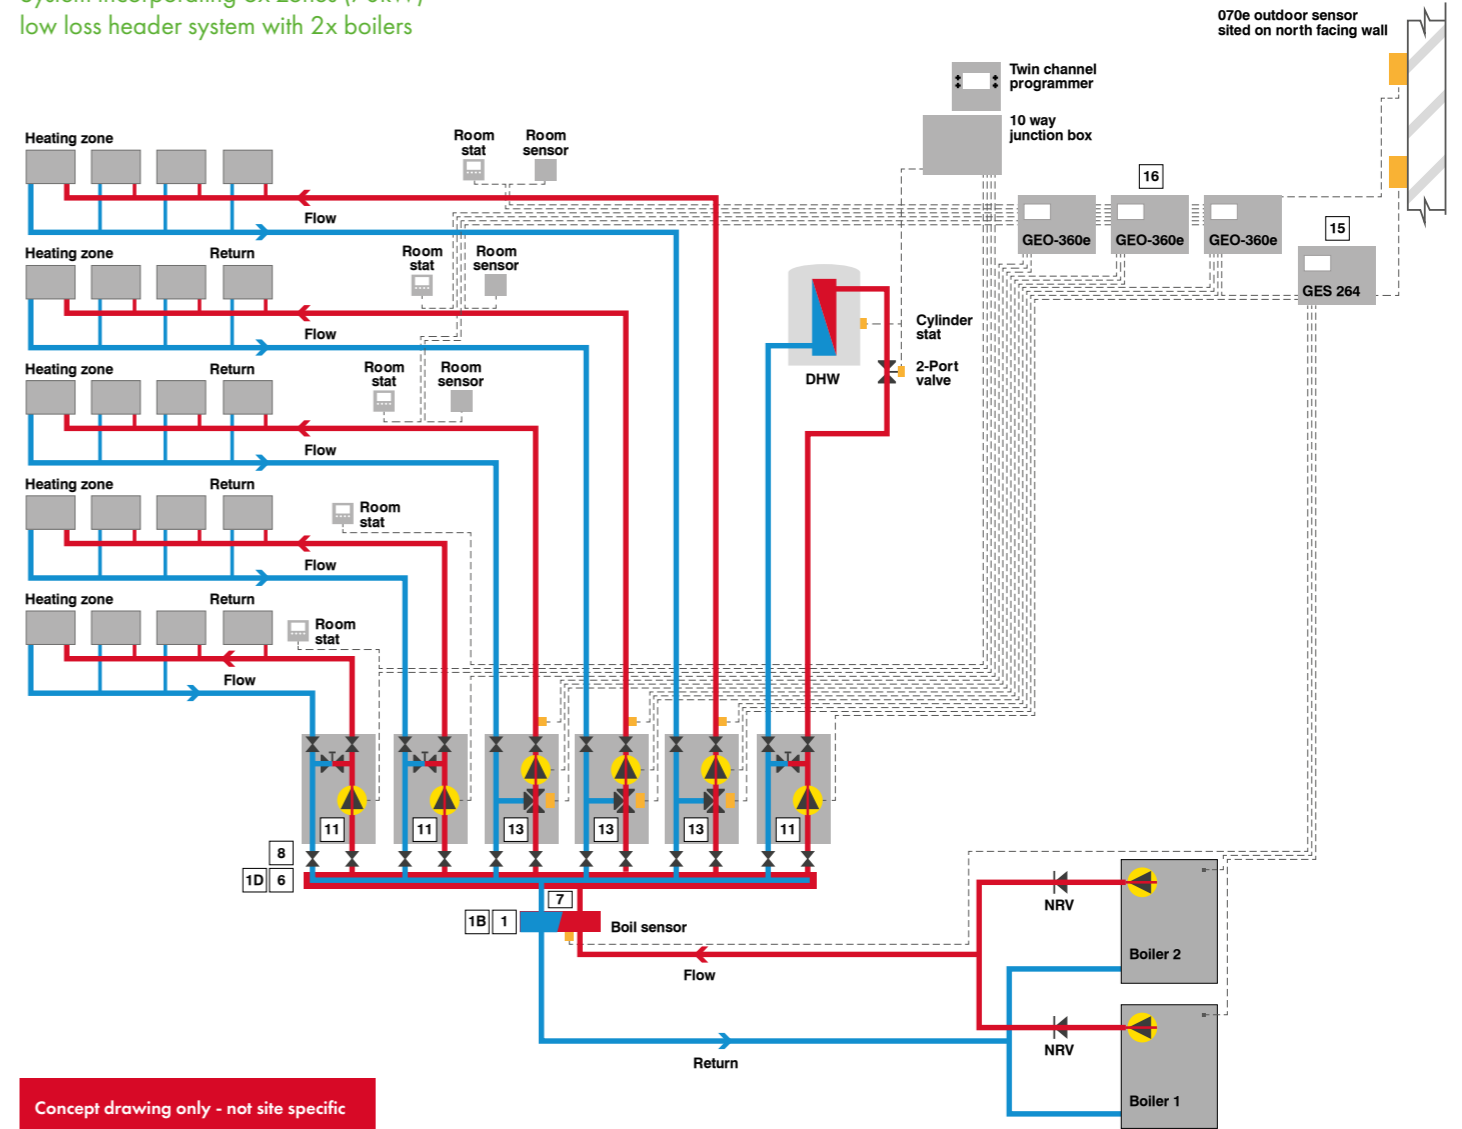 low loss header system with 2x boilers
070e outdoor sensor
sited on north facing wall
Twin channel
programmer
10 way
junction box
Heating zone
Room
stat
Room
sensor
16
Flow
GEO-360e
GEO-360e
GEO-360e
15
GES 264
Heating zone
Return
Room
stat
Room
sensor
Flow
Cylinder
stat
2-Port
valve
DHW
Heating zone
Return
Room
stat
Room
sensor
Flow
Heating zone
Return
Room
stat
Flow
Heating zone
Return
Room
stat
Flow
11
11
13
13
13
11
8
1D
6
7
1B
1
Boil sensor
NRV
Boiler 2
Flow
NRV
Return
Boiler 1
Concept drawing only - not site specific